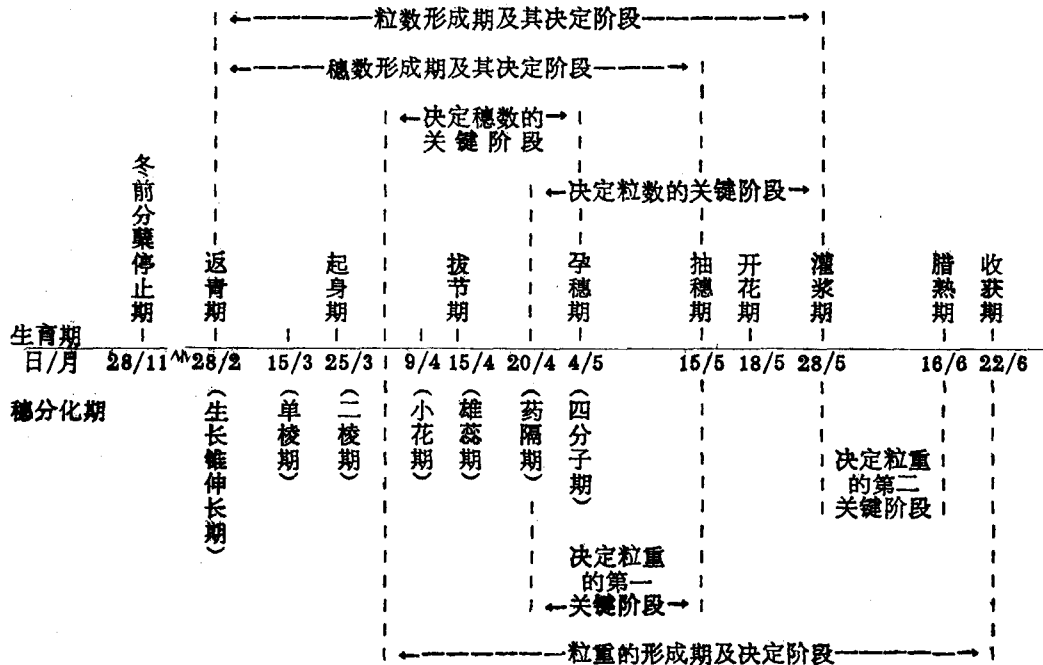 粒数形成期及其决定阶段
穗数形成期及其决定阶段
决定穗数的
关键阶段
决定粒数的关键阶段
冬前分蘖停止期
返青期
起身期
拔节期
孕穗期
抽穗期
开花期
灌浆期
腊熟期
收获期
生育期
日/月 28/11 28/2 15/3 25/3 9/4 15/4 20/4 4/5 15/5 18/5 28/5 16/6 22/6
穗分化期
(生长锥伸长期)
(单棱期)
(二棱期)
(小花期)
(雄蕊期)
(药隔期)
(四分子期)
决定粒重
的第二
关键阶段
决定粒重
的第一
关键阶段
粒重的形成期及决定阶段